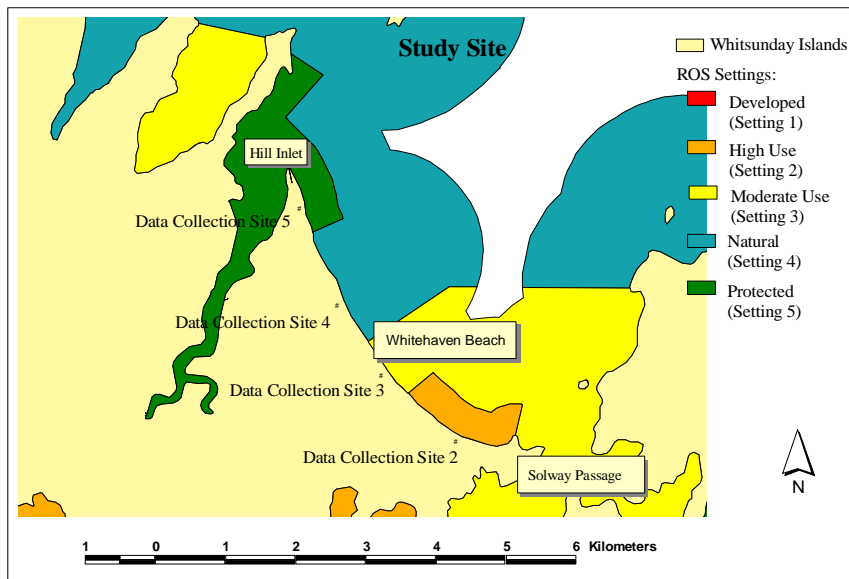 Study Site
Whitsunday Islands
ROS Settings:
Developed
(Setting 1)
High Use
(Setting 2)
Moderate Use
(Setting 3)
Natural
(Setting 4)
Protected
(Setting 5)
Hill Inlet
#
Data Collection Site 5
#
Data Collection Site 4
Whitehaven Beach
#
Data Collection Site 3
#
Data Collection Site 2
Solway Passage
N
1 0 1 2 3 4 5 6 Kilometers